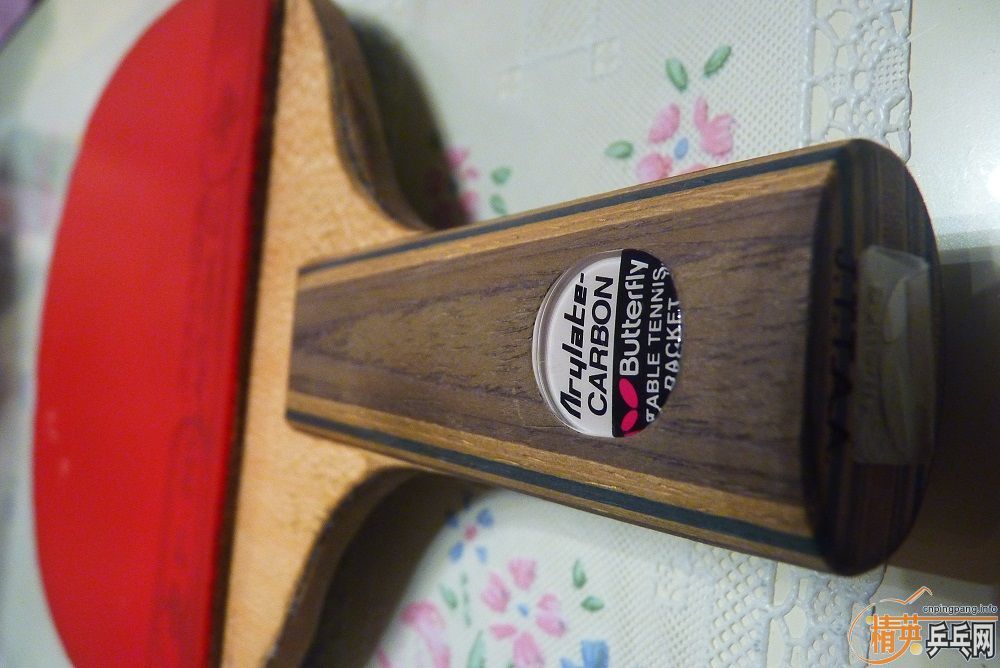 Arylate-
CARBON
Butterfly
TABLE TENNIS
RACKET
cnpingpang.info
精英乒乓网